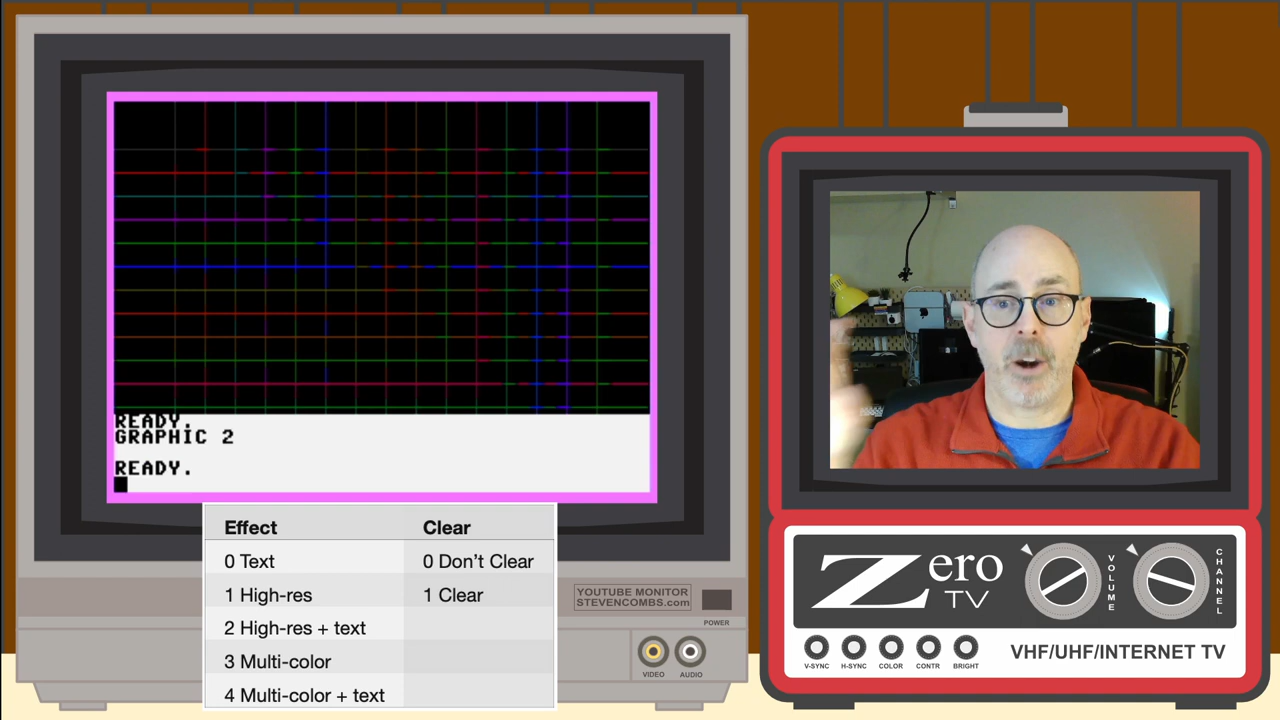 READY.
GRAPHIC 2
READY.
Effect Clear
0 Text 0 Don't Clear
1 High-res 1 Clear
2 High-res + text
3 Multi-color
4 Multi-color + text
YOUTUBE MONITOR
STEVENCOMBS.com
POWER
VIDEO AUDIO
Zero
TV
VOLUME
CHANNEL
V-SYNC H-SYNC COLOR CONTR BRIGHT
VHF/UHF/INTERNET TV